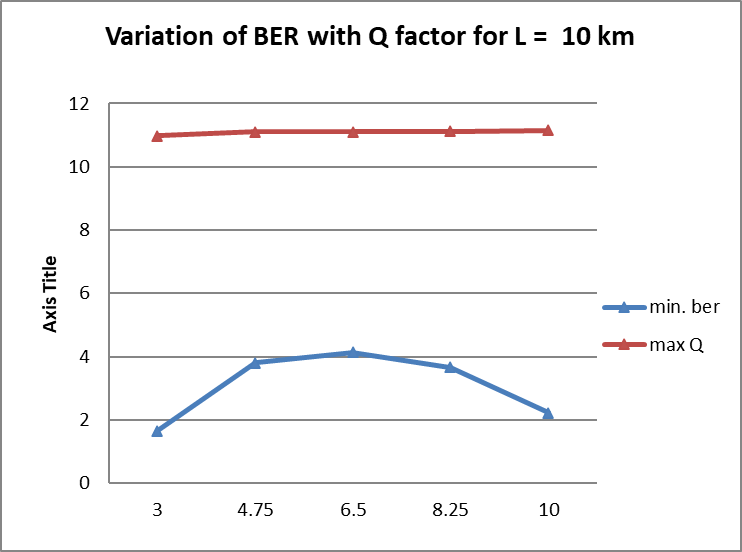 Variation of BER with Q factor for L = 10 km
12
10
8
6
4
2
0
Axis Title
3 4.75 6.5 8.25 10
min. ber
max Q